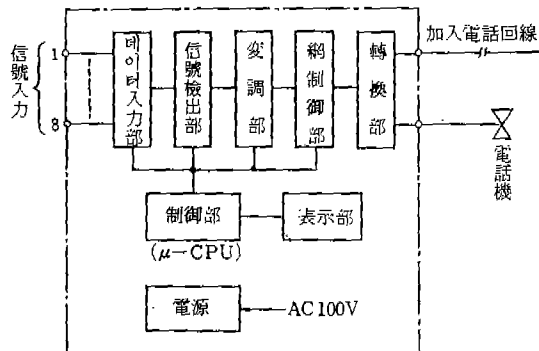 信號入力
1
8
데이터入力部
信號檢出部
変調部
網制御部
轉換部
加入電話回線
電話機
制御部
(μ-CPU)
表示部
電源
AC 100V